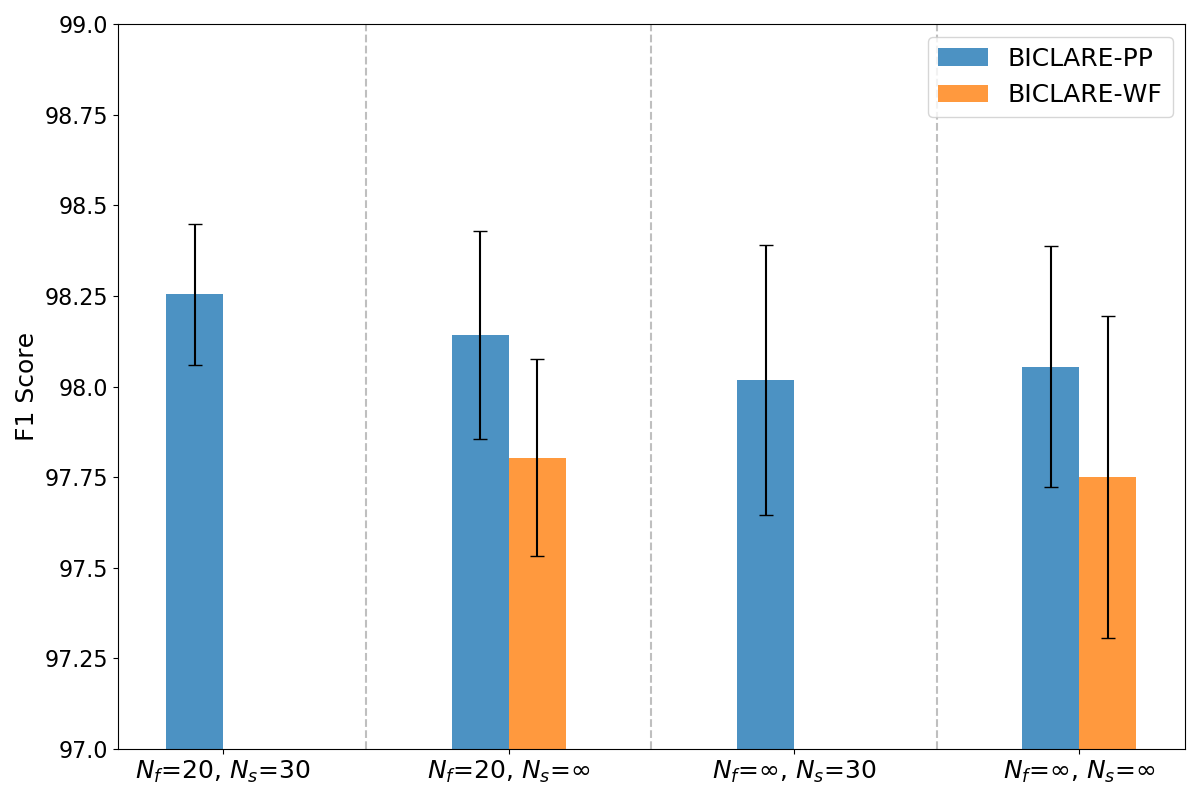 99.0
98.75
98.5
98.25
98.0
97.75
97.5
97.25
97.0
F1 Score
BICLARE-PP
BICLARE-WF
N_f=20, N_s=30
N_f=20, N_s=∞
N_f=∞, N_s=30
N_f=∞, N_s=∞